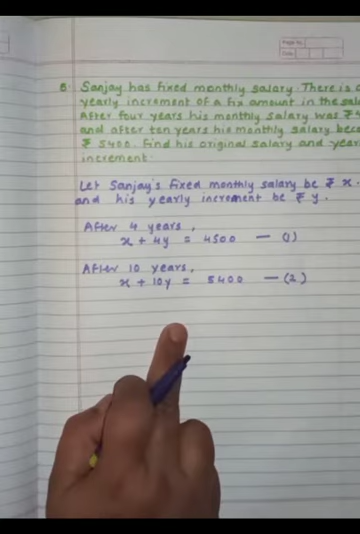 Page No.
Date
8. Sanjay has fixed monthly salary. There is a
yearly increment of a fix amount in the
After four years his monthly salary was ₹
and after ten years his monthly salary
₹ 5400. Find his original salary and
increment.
Let Sanjay's fixed monthly salary be ₹ x.
and his yearly increment be ₹ y.
After 4 years,
x + 4y = 4500 — (1)
After 10 years,
x + 10y = 5400 — (2)